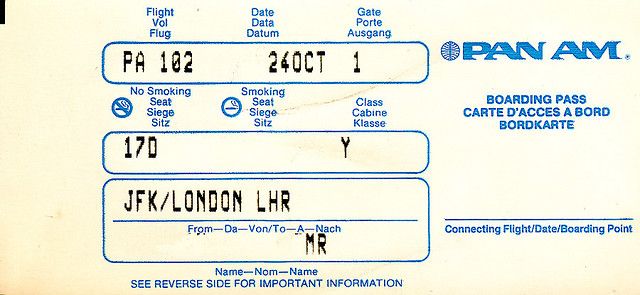 Flight Date Gate
Vol Data Porte
Flug Datum Ausgang
PA 102 24OCT 1
PAN AM.
No Smoking Smoking
Seat Seat Class
Siege Siege Cabine
Sitz Sitz Klasse
BOARDING PASS
CARTE D'ACCES A BORD
BORDKARTE
17D Y
JFK/LONDON LHR
From—Da—Von/To—A—Nach
MR
Connecting Flight/Date/Boarding Point
Name—Nom—Name
SEE REVERSE SIDE FOR IMPORTANT INFORMATION